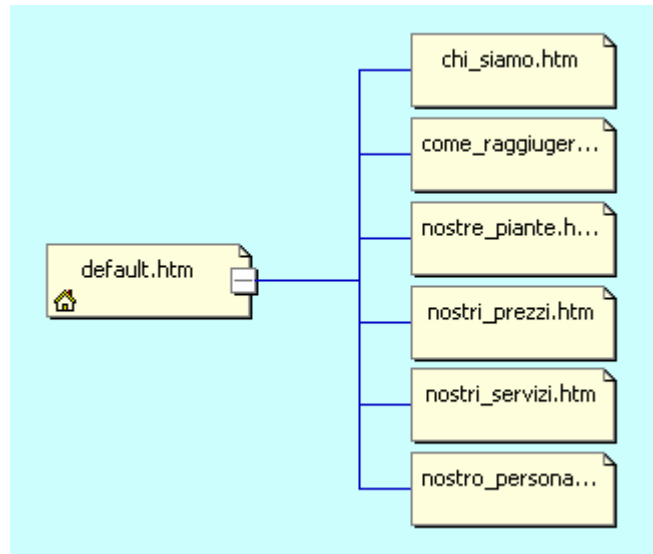 chi_siamo.htm
come_raggiuger...
nostre_piante.h...
default.htm
nostri_prezzi.htm
nostri_servizi.htm
nostro_persona...